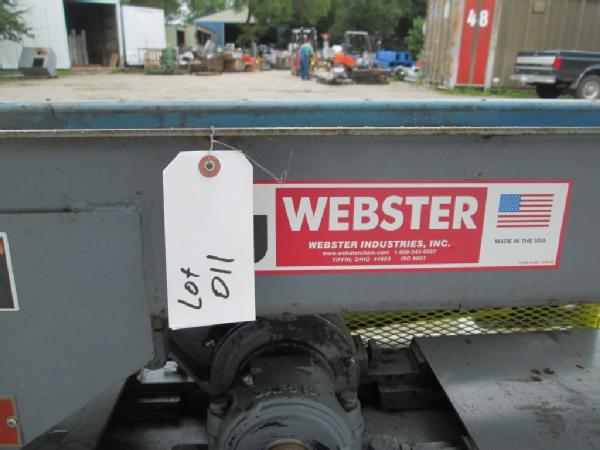 48
Lot
011
WEBSTER
WEBSTER INDUSTRIES, INC.
www.websterchain.com 1-800-243-9327
TIFFIN, OHIO 44883 ISO 9001
MADE IN THE USA